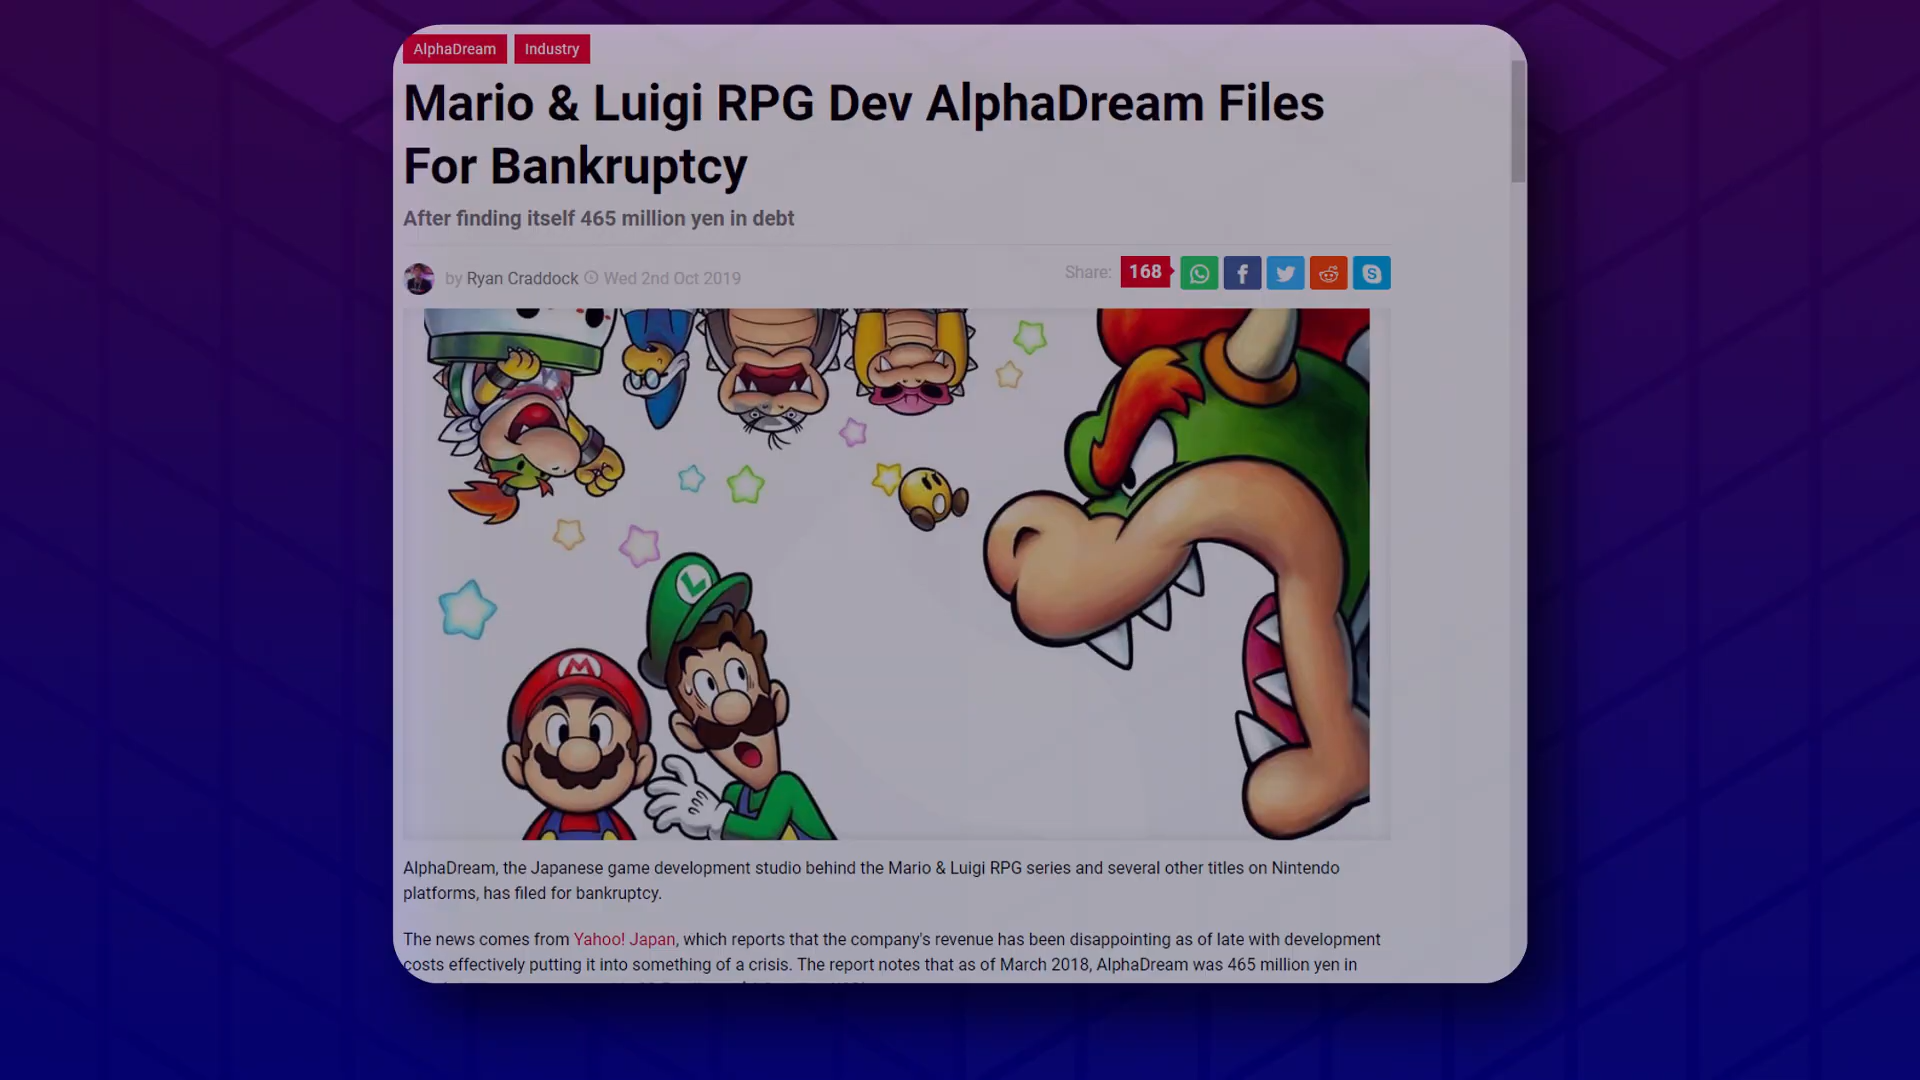 AlphaDream Industry
Mario & Luigi RPG Dev AlphaDream Files
For Bankruptcy
After finding itself 465 million yen in debt
by Ryan Craddock Wed 2nd Oct 2019
Share: 168
L
M
AlphaDream, the Japanese game development studio behind the Mario & Luigi RPG series and several other titles on Nintendo
platforms, has filed for bankruptcy.
The news comes from Yahoo! Japan, which reports that the company's revenue has been disappointing as of late with development
costs effectively putting it into something of a crisis. The report notes that as of March 2018, AlphaDream was 465 million yen in